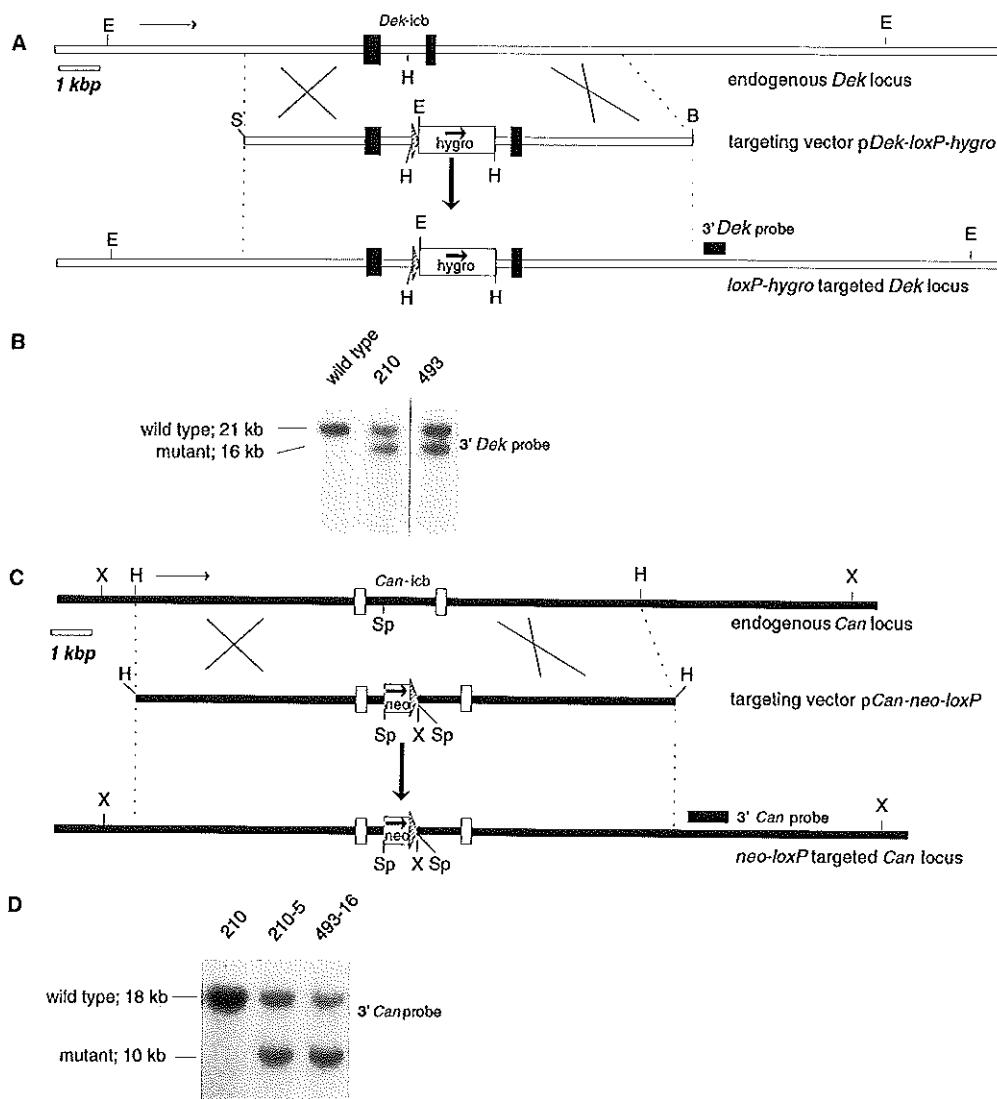 A
E
Dek-icb
E
1 kbp
H
endogenous Dek locus
S
E
B
hygro
targeting vector pDek-loxP-hygro
H
H
E
E
3' Dek probe
E
hygro
H
H
loxP-hygro targeted Dek locus
B
wild type
210
493
wild type; 21 kb
mutant; 16 kb
3' Dek probe
C
X
H
Can-icb
H
X
Sp
endogenous Can locus
1 kbp
H
H
neo
targeting vector pCan-neo-loxP
Sp
X
Sp
X
3' Can probe
X
neo
Sp
X
Sp
neo-loxP targeted Can locus
D
210
210-5
493-16
wild type; 18 kb
3' Can probe
mutant; 10 kb